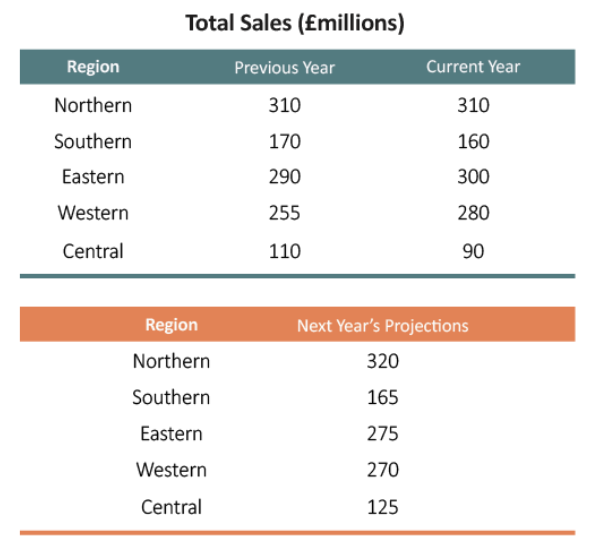 Total Sales (£millions)
Region Previous Year Current Year
Northern 310 310
Southern 170 160
Eastern 290 300
Western 255 280
Central 110 90
Region Next Year's Projections
Northern 320
Southern 165
Eastern 275
Western 270
Central 125